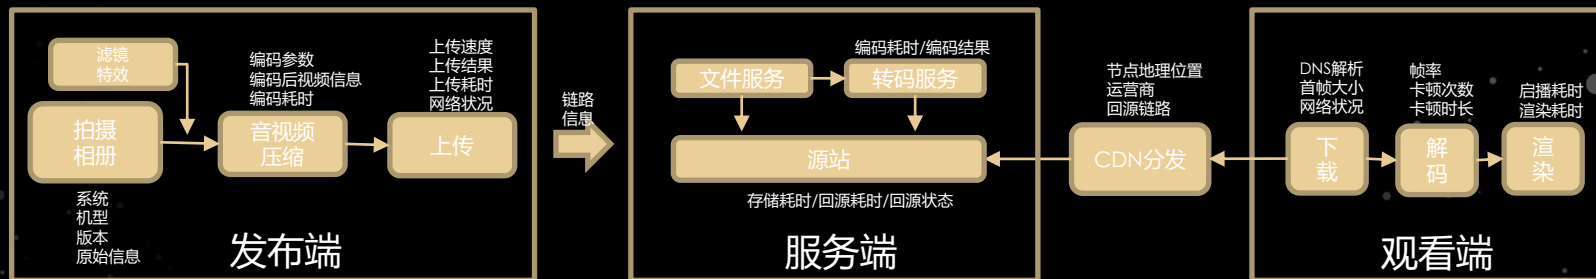 滤镜
特效
拍摄
相册
系统
机型
版本
原始信息
编码参数
编码后视频信息
编码耗时
音视频
压缩
上传速度
上传结果
上传耗时
网络状况
上传
发布端
链路
信息
文件服务
编码耗时/编码结果
转码服务
源站
存储耗时/回源耗时/回源状态
服务端
节点地理位置
运营商
回源链路
CDN分发
DNS解析
首帧大小
网络状况
下
载
帧率
卡顿次数
卡顿时长
解
码
启播耗时
渲染耗时
渲
染
观看端